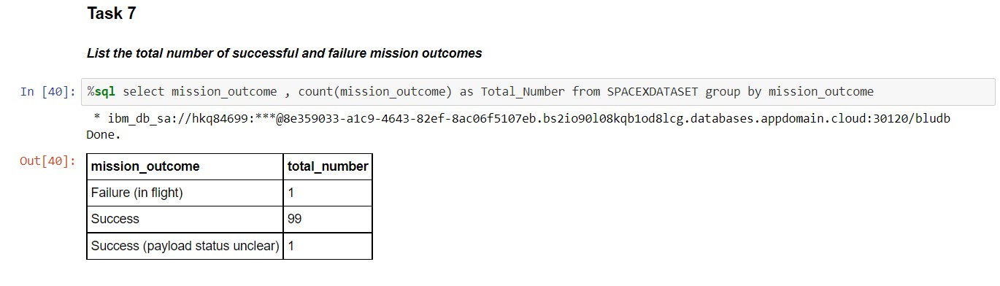 Task 7
List the total number of successful and failure mission outcomes
In [40]: %sql select mission_outcome , count(mission_outcome) as Total_Number from SPACEXDATASET group by mission_outcome
* ibm_db_sa://hkq84699:***@8e359033-a1c9-4643-82ef-8ac06f5107eb.bs2io90l08kqb1od8lcg.databases.appdomain.cloud:30120/bludb
Done.
Out[40]:
mission_outcome total_number
Failure (in flight) 1
Success 99
Success (payload status unclear) 1